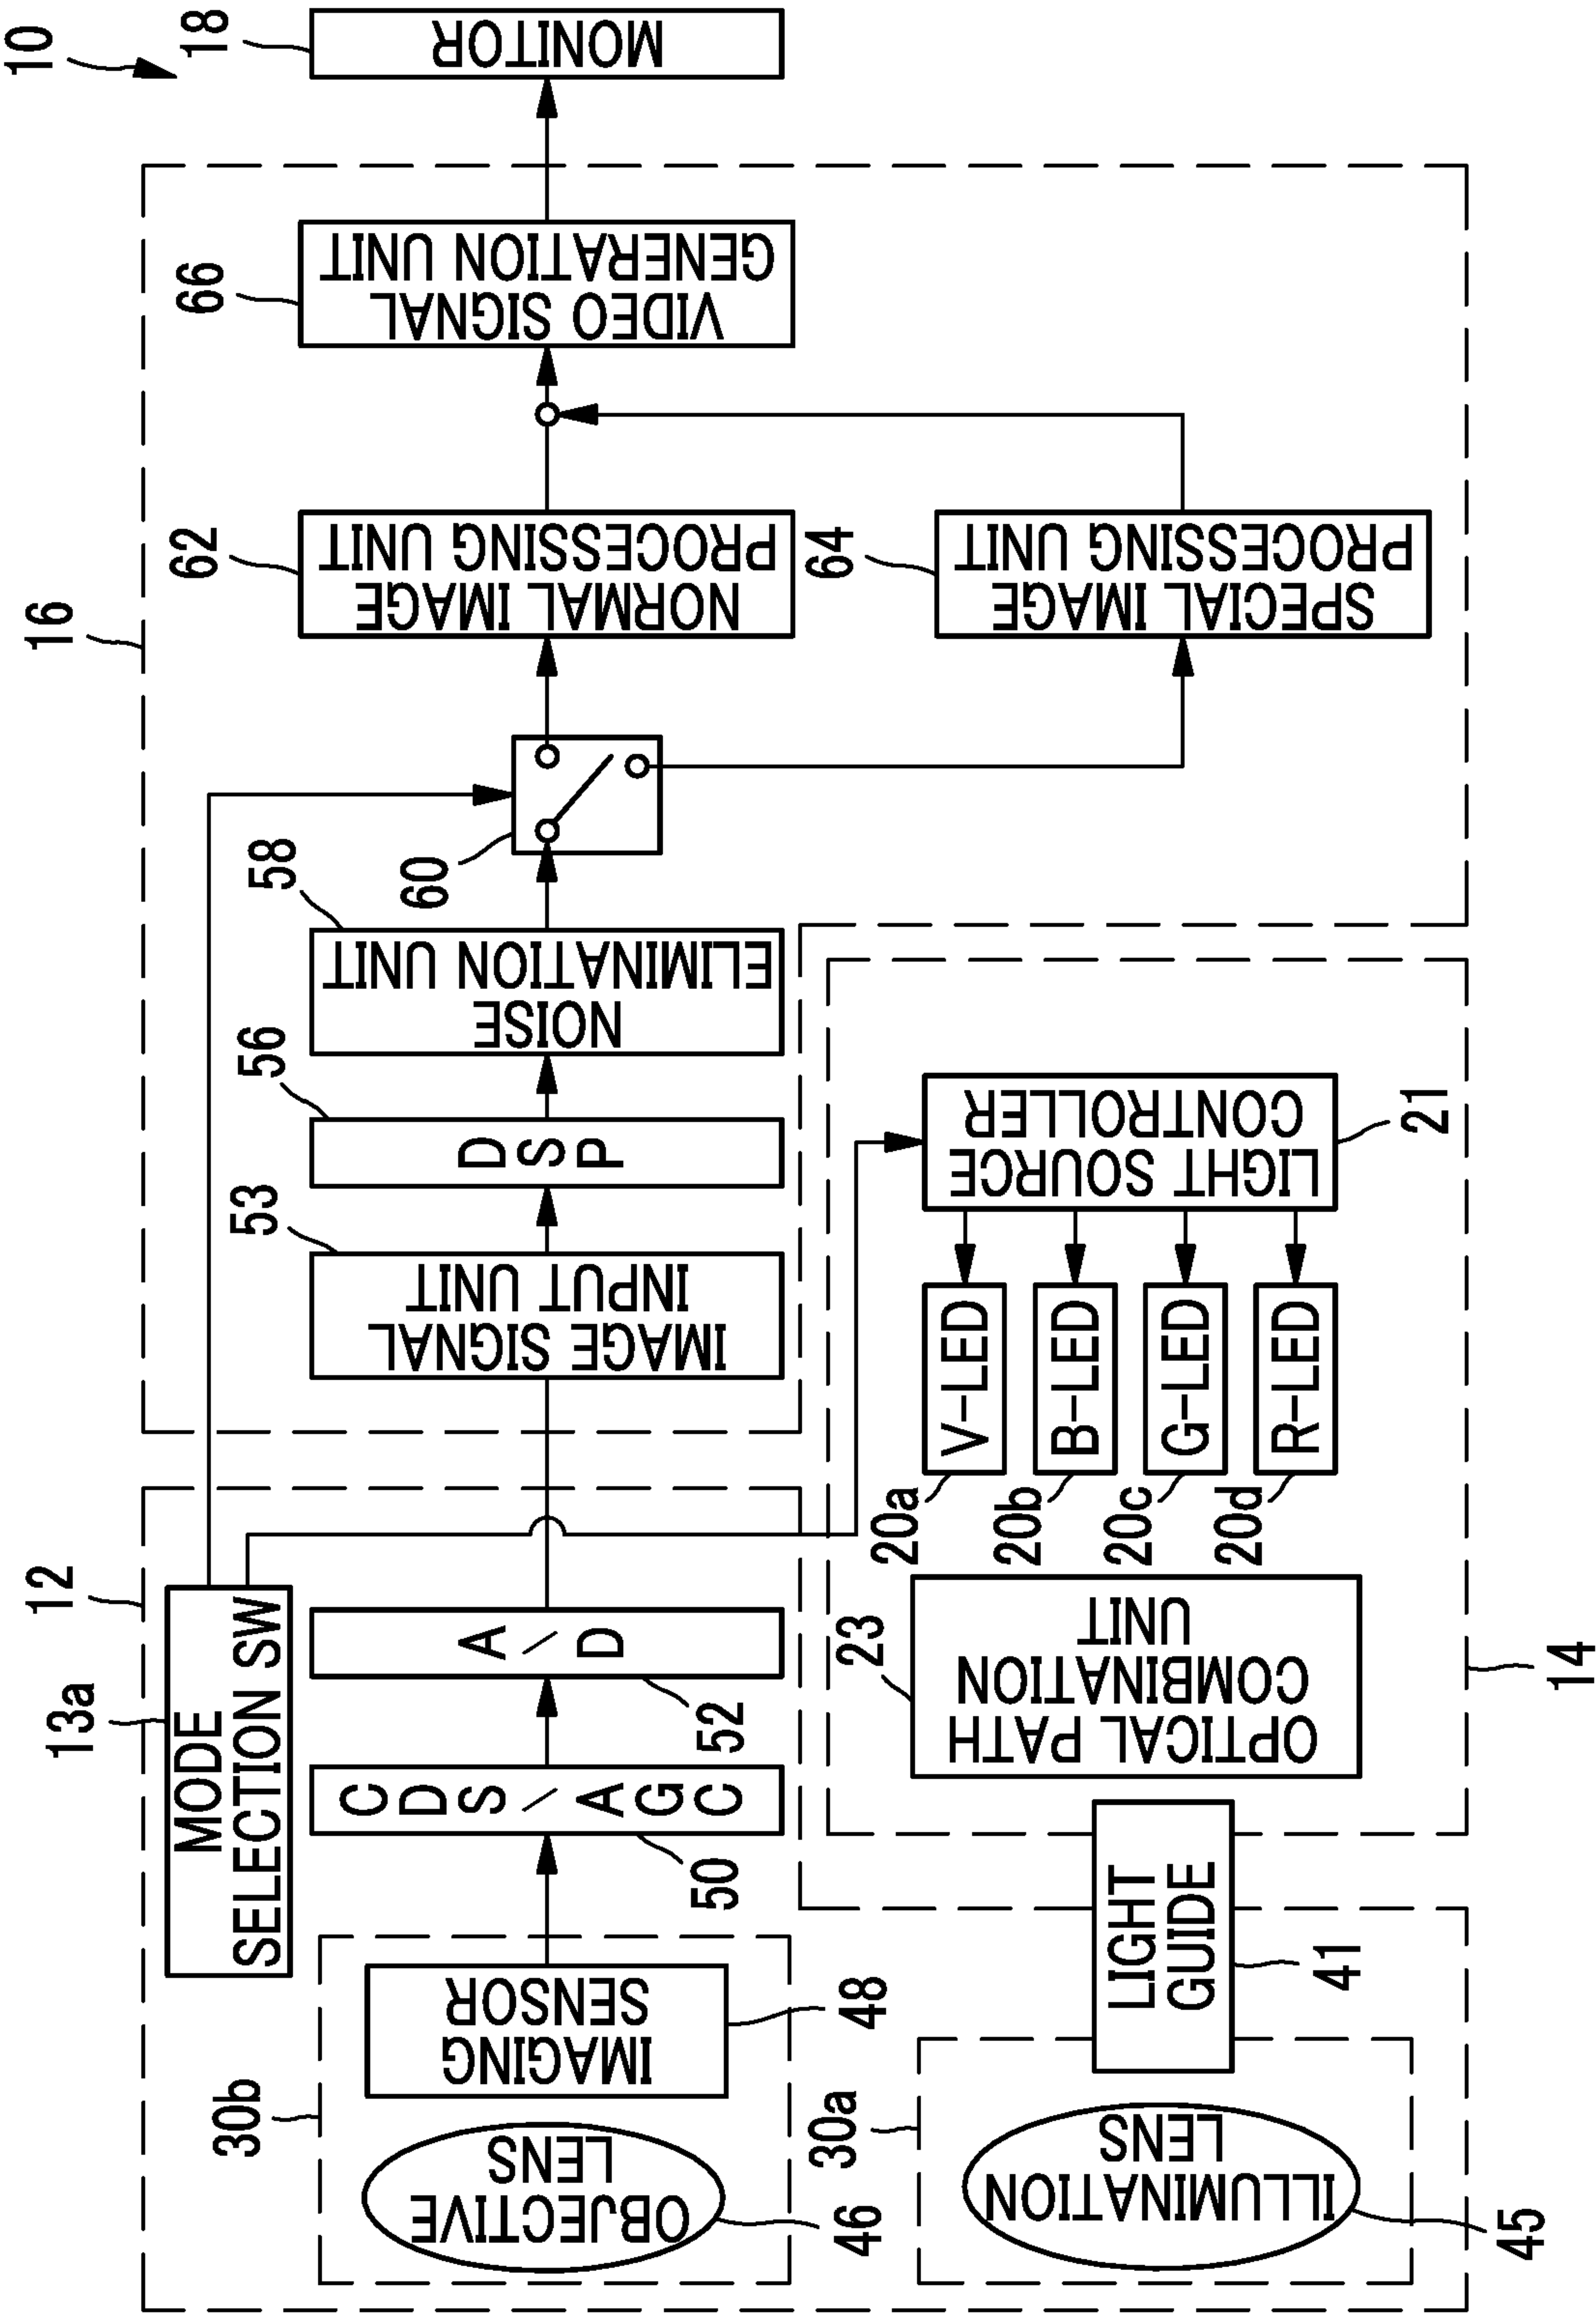 10
18
MONITOR
16
66
VIDEO SIGNAL
GENERATION UNIT
62
NORMAL IMAGE
PROCESSING UNIT
64
SPECIAL IMAGE
PROCESSING UNIT
60
58
NOISE
ELIMINATION UNIT
56
DSP
53
IMAGE SIGNAL
INPUT UNIT
21
LIGHT SOURCE
CONTROLLER
V-LED
B-LED
G-LED
R-LED
20a
20b
20c
20d
12
13a
MODE
SELECTION SW
A/D
52
CDS/AGC
50
23
OPTICAL PATH
COMBINATION
UNIT
14
LIGHT
GUIDE
41
30b
IMAGING
SENSOR
48
OBJECTIVE
LENS
46
30a
ILLUMINATION
LENS
45